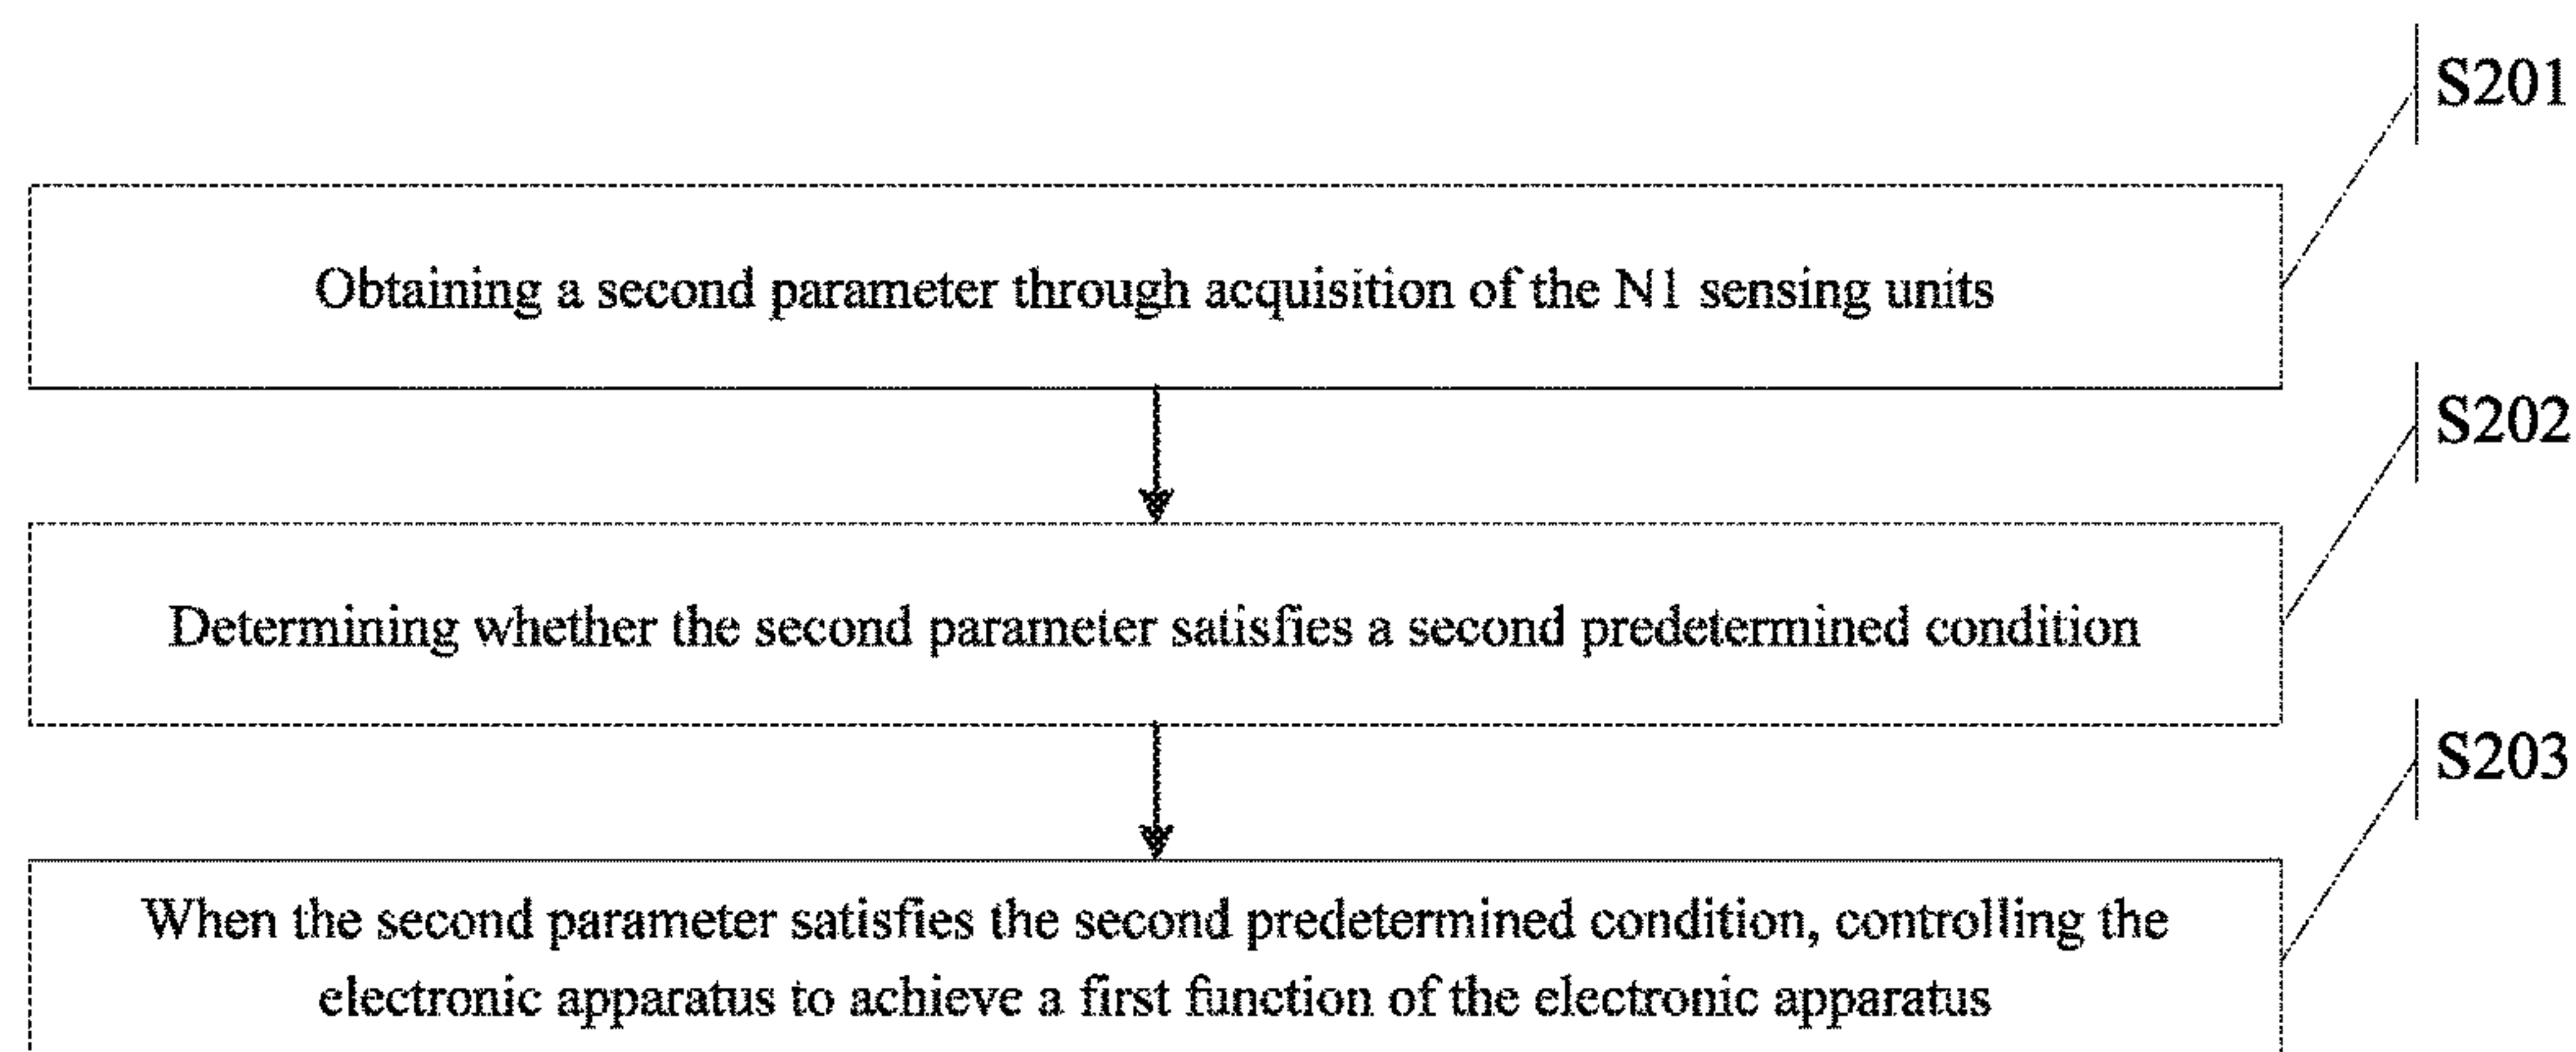 S201
Obtaining a second parameter through acquisition of the N1 sensing units
S202
Determining whether the second parameter satisfies a second predetermined condition
S203
When the second parameter satisfies the second predetermined condition, controlling the
electronic apparatus to achieve a first function of the electronic apparatus